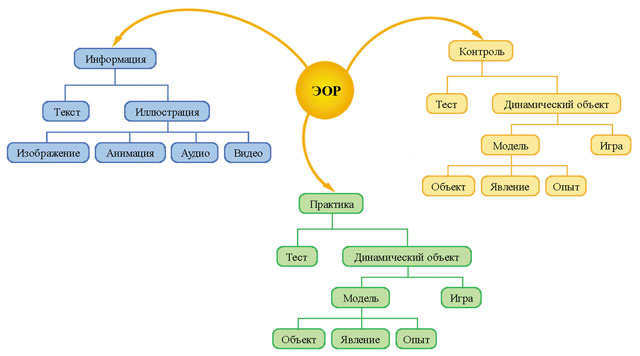 ЭОР
Информация
Текст
Иллюстрация
Изображение
Анимация
Аудио
Видео
Контроль
Тест
Динамический объект
Модель
Игра
Объект
Явление
Опыт
Практика
Тест
Динамический объект
Модель
Игра
Объект
Явление
Опыт